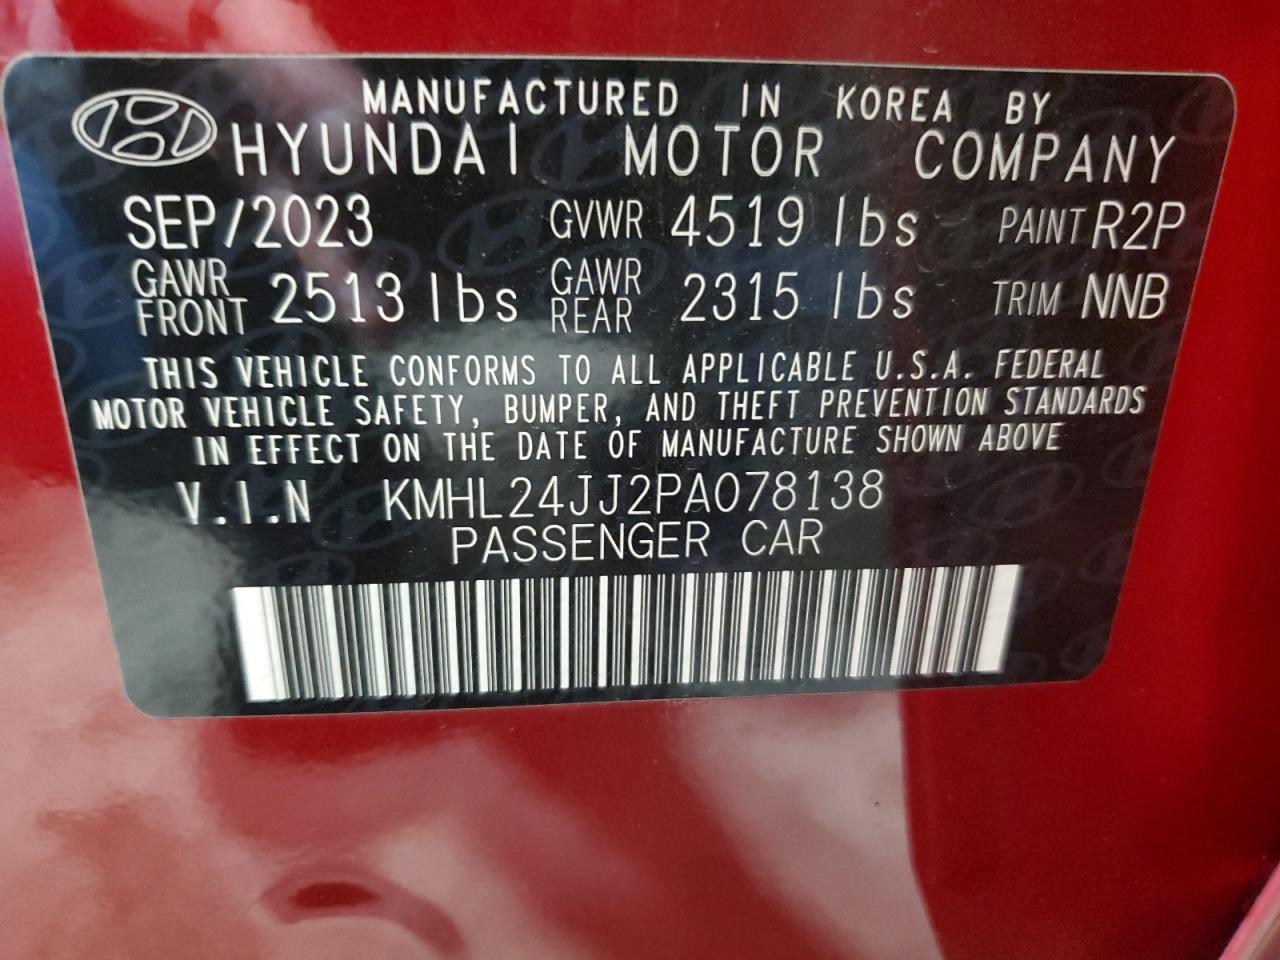 MANUFACTURED IN KOREA BY
HYUNDAI MOTOR COMPANY
SEP/2023 GVWR 4519 lbs PAINT R2P
GAWR FRONT 2513 lbs GAWR REAR 2315 lbs TRIM NNB
THIS VEHICLE CONFORMS TO ALL APPLICABLE U.S.A. FEDERAL
MOTOR VEHICLE SAFETY, BUMPER, AND THEFT PREVENTION STANDARDS
IN EFFECT ON THE DATE OF MANUFACTURE SHOWN ABOVE
V.I.N KMHL24JJ2PA078138
PASSENGER CAR